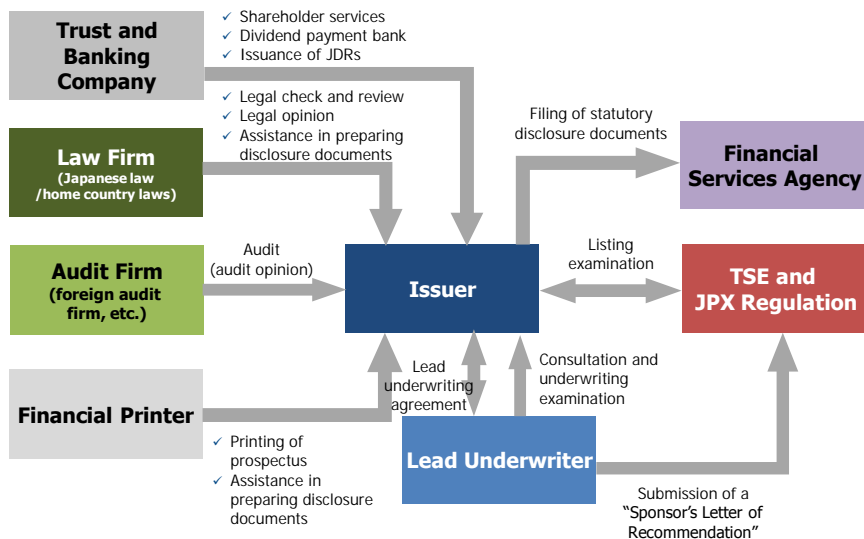 Trust and
Banking
Company
✓ Shareholder services
✓ Dividend payment bank
✓ Issuance of JDRs
Law Firm
(Japanese law
/home country laws)
✓ Legal check and review
✓ Legal opinion
✓ Assistance in preparing
disclosure documents
Filing of statutory
disclosure documents
Financial
Services Agency
Audit Firm
(foreign audit
firm, etc.)
Audit
(audit opinion)
Issuer
Listing
examination
TSE and
JPX Regulation
Financial Printer
✓ Printing of
prospectus
✓ Assistance in
preparing disclosure
documents
Lead
underwriting
agreement
Consultation and
underwriting
examination
Lead Underwriter
Submission of a
“Sponsor’s Letter of
Recommendation”